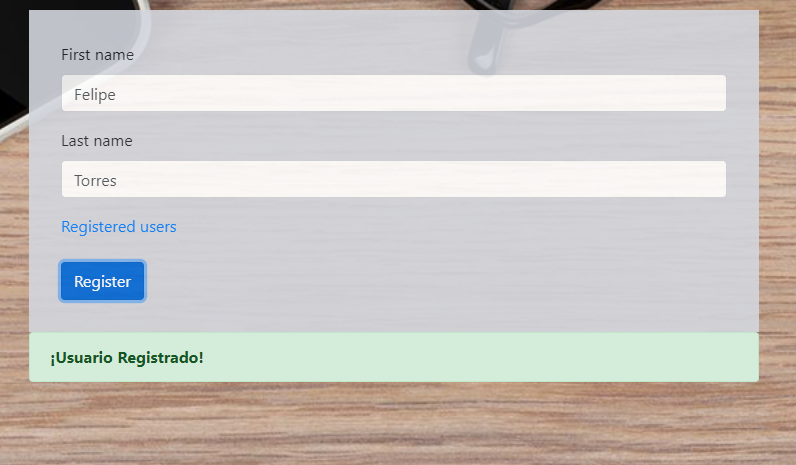 First name
Felipe
Last name
Torres
Registered users
Register
¡Usuario Registrado!